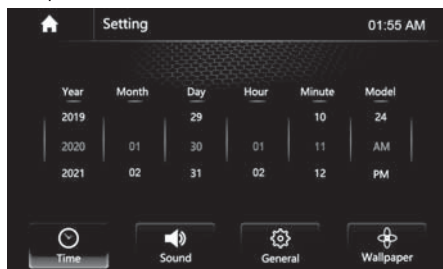 Setting 01:55 AM
Year Month Day Hour Minute Model
2019 29 10 24
2020 01 30 01 11 AM
2021 02 31 02 12 PM
Time Sound General Wallpaper